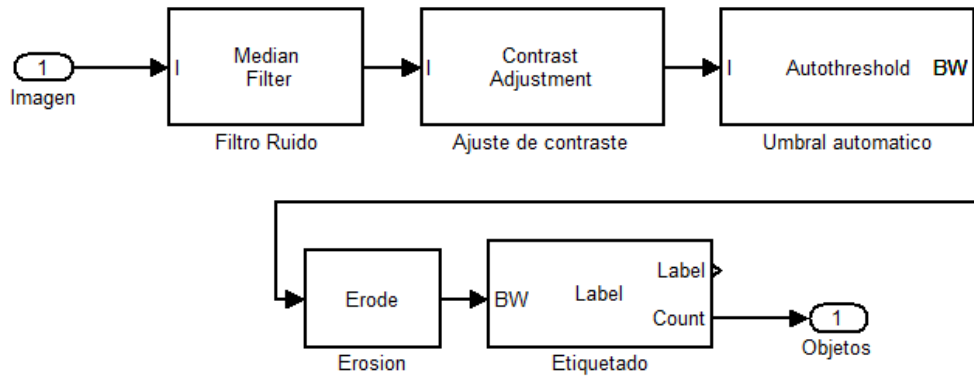 1
Imagen
I
Median
Filter
Filtro Ruido
I
Contrast
Adjustment
Ajuste de contraste
I
Autothreshold
BW
Umbral automatico
Erode
Erosion
BW
Label
Label
Count
Etiquetado
1
Objetos